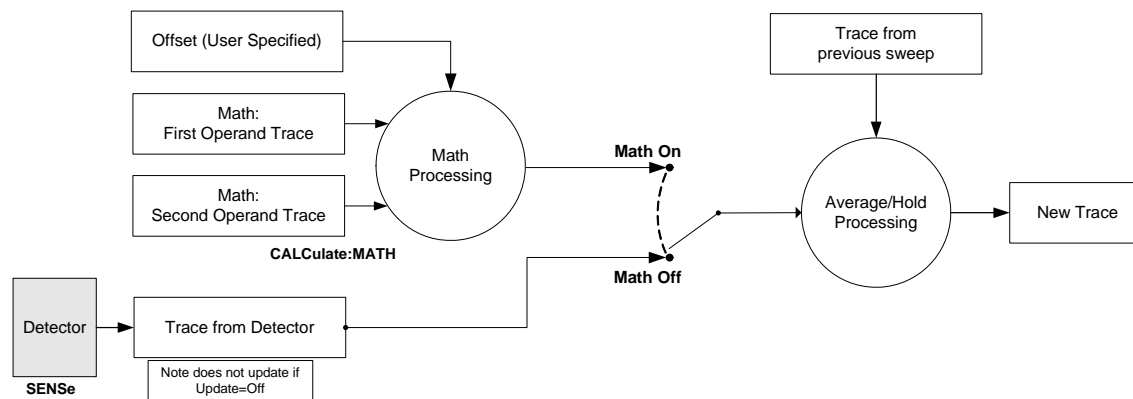 Offset (User Specified)
Math:
First Operand Trace
Math:
Second Operand Trace
CALCulate:MATH
Math
Processing
Math On
Math Off
Trace from
previous sweep
Average/Hold
Processing
New Trace
Detector
SENSe
Trace from Detector
Note does not update if
Update=Off